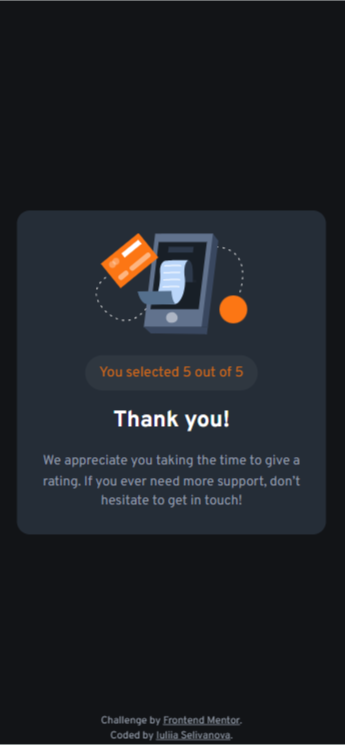 You selected 5 out of 5
Thank you!
We appreciate you taking the time to give a
rating. If you ever need more support, don't
hesitate to get in touch!
Challenge by Frontend Mentor.
Coded by Iuliia Selivanova.